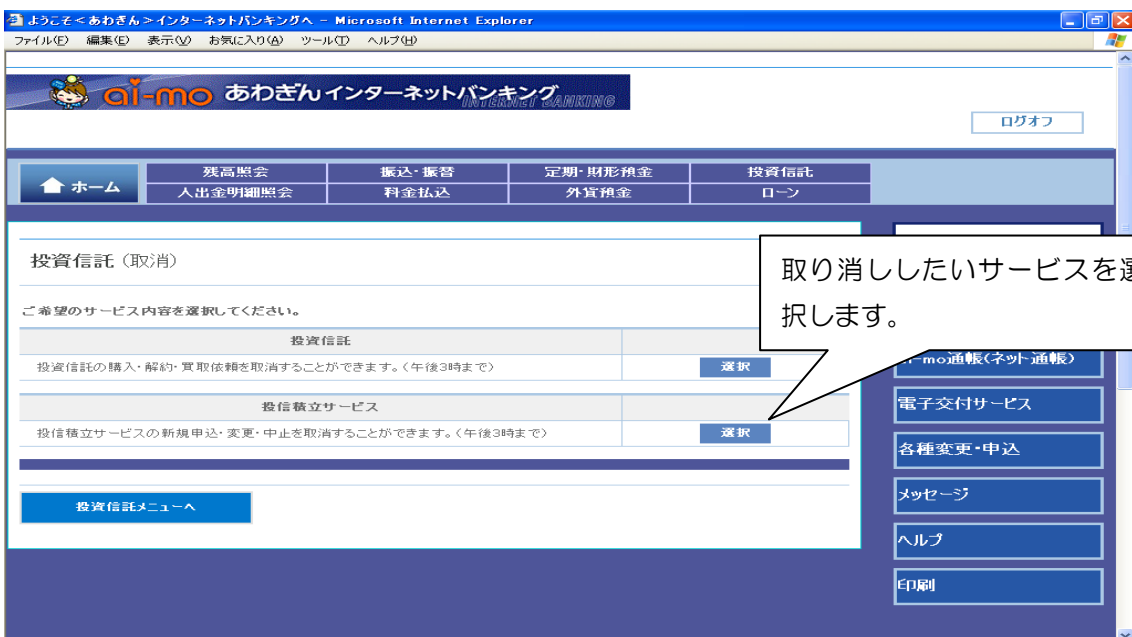 ようこそ＜あわぎん＞インターネットバンキングへ - Microsoft Internet Explorer
ファイル(F) 編集(E) 表示(V) お気に入り(A) ツール(T) ヘルプ(H)
ai-mo あわぎんインターネットバンキング
INTERNET BANKING
ログオフ
ホーム
残高照会 振込・振替 定期・財形預金 投資信託
入出金明細照会 料金払込 外貨預金 ローン
投資信託（取消）
取り消ししたいサービスを選
択します。
ご希望のサービス内容を選択してください。
投資信託
投資信託の購入・解約・買取依頼を取消することができます。（午後3時まで） 選択
投信積立サービス
投信積立サービスの新規申込・変更・中止を取消することができます。（午後3時まで） 選択
投資信託メニューへ
ai-mo通帳(ネット通帳)
電子交付サービス
各種変更・申込
メッセージ
ヘルプ
印刷